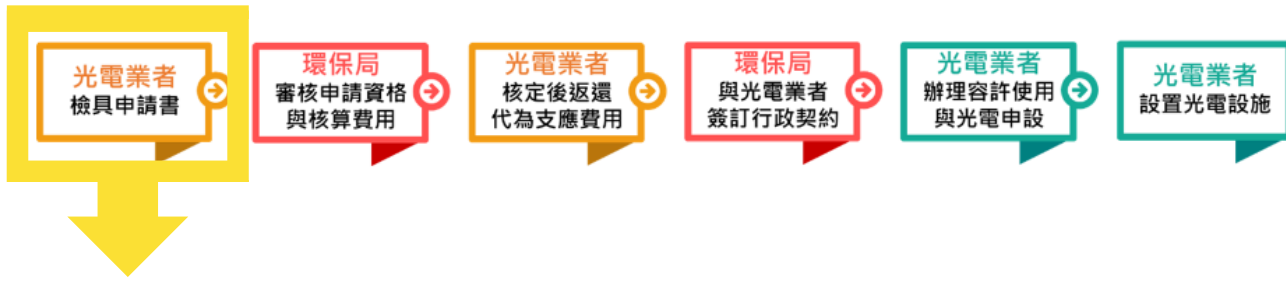 光電業者
檢具申請書
環保局
審核申請資格
與核算費用
光電業者
核定後返還
代為支應費用
環保局
與光電業者
簽訂行政契約
光電業者
辦理容許使用
與光電申設
光電業者
設置光電設施